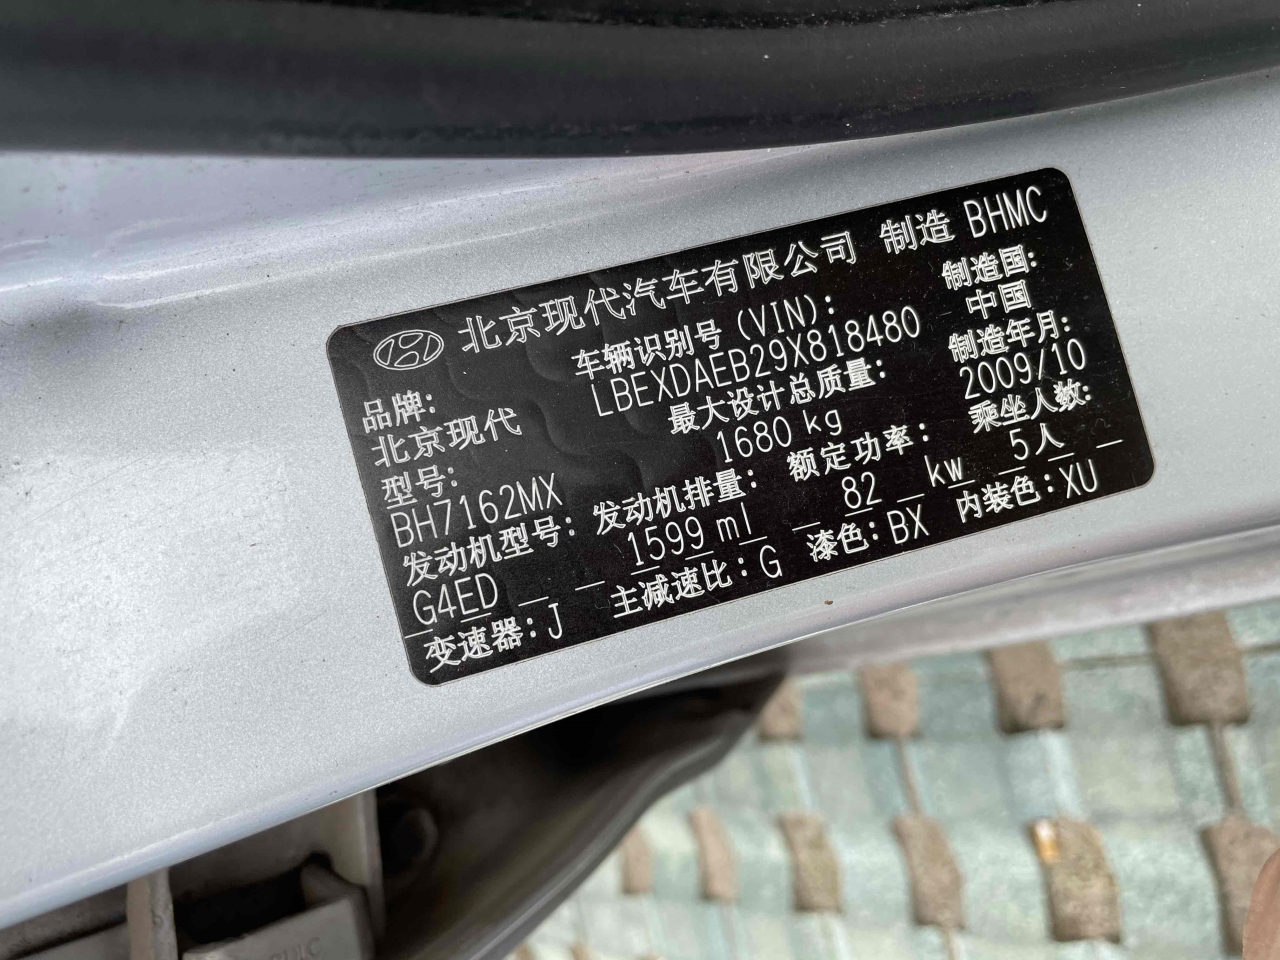 北京现代汽车有限公司 制造 BHMC
品牌: 车辆识别号 (VIN): 制造国:
北京现代 LBEXDAEB29X818480 中国
型号: 最大设计总质量: 制造年月:
BH7162MX 1680 kg 2009/10
发动机型号: 发动机排量: 额定功率: 乘坐人数:
G4ED 1599 ml 82 kw 5人
变速器: J 主减速比: G 漆色: BX 内装色: XU